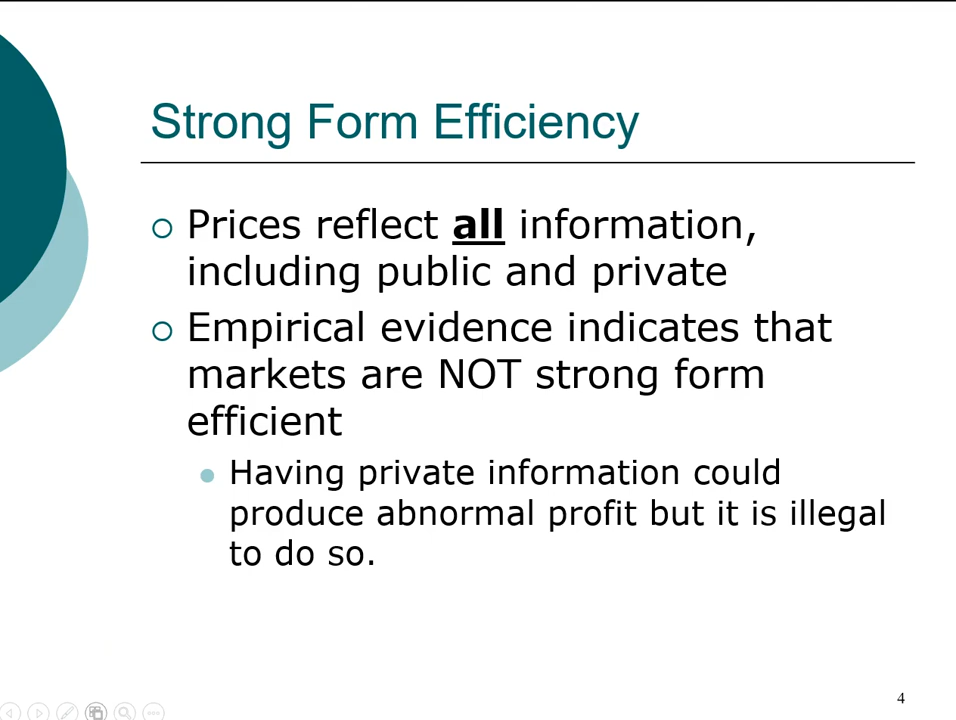 Strong Form Efficiency
Prices reflect all information,
including public and private
Empirical evidence indicates that
markets are NOT strong form
efficient
Having private information could
produce abnormal profit but it is illegal
to do so.
4